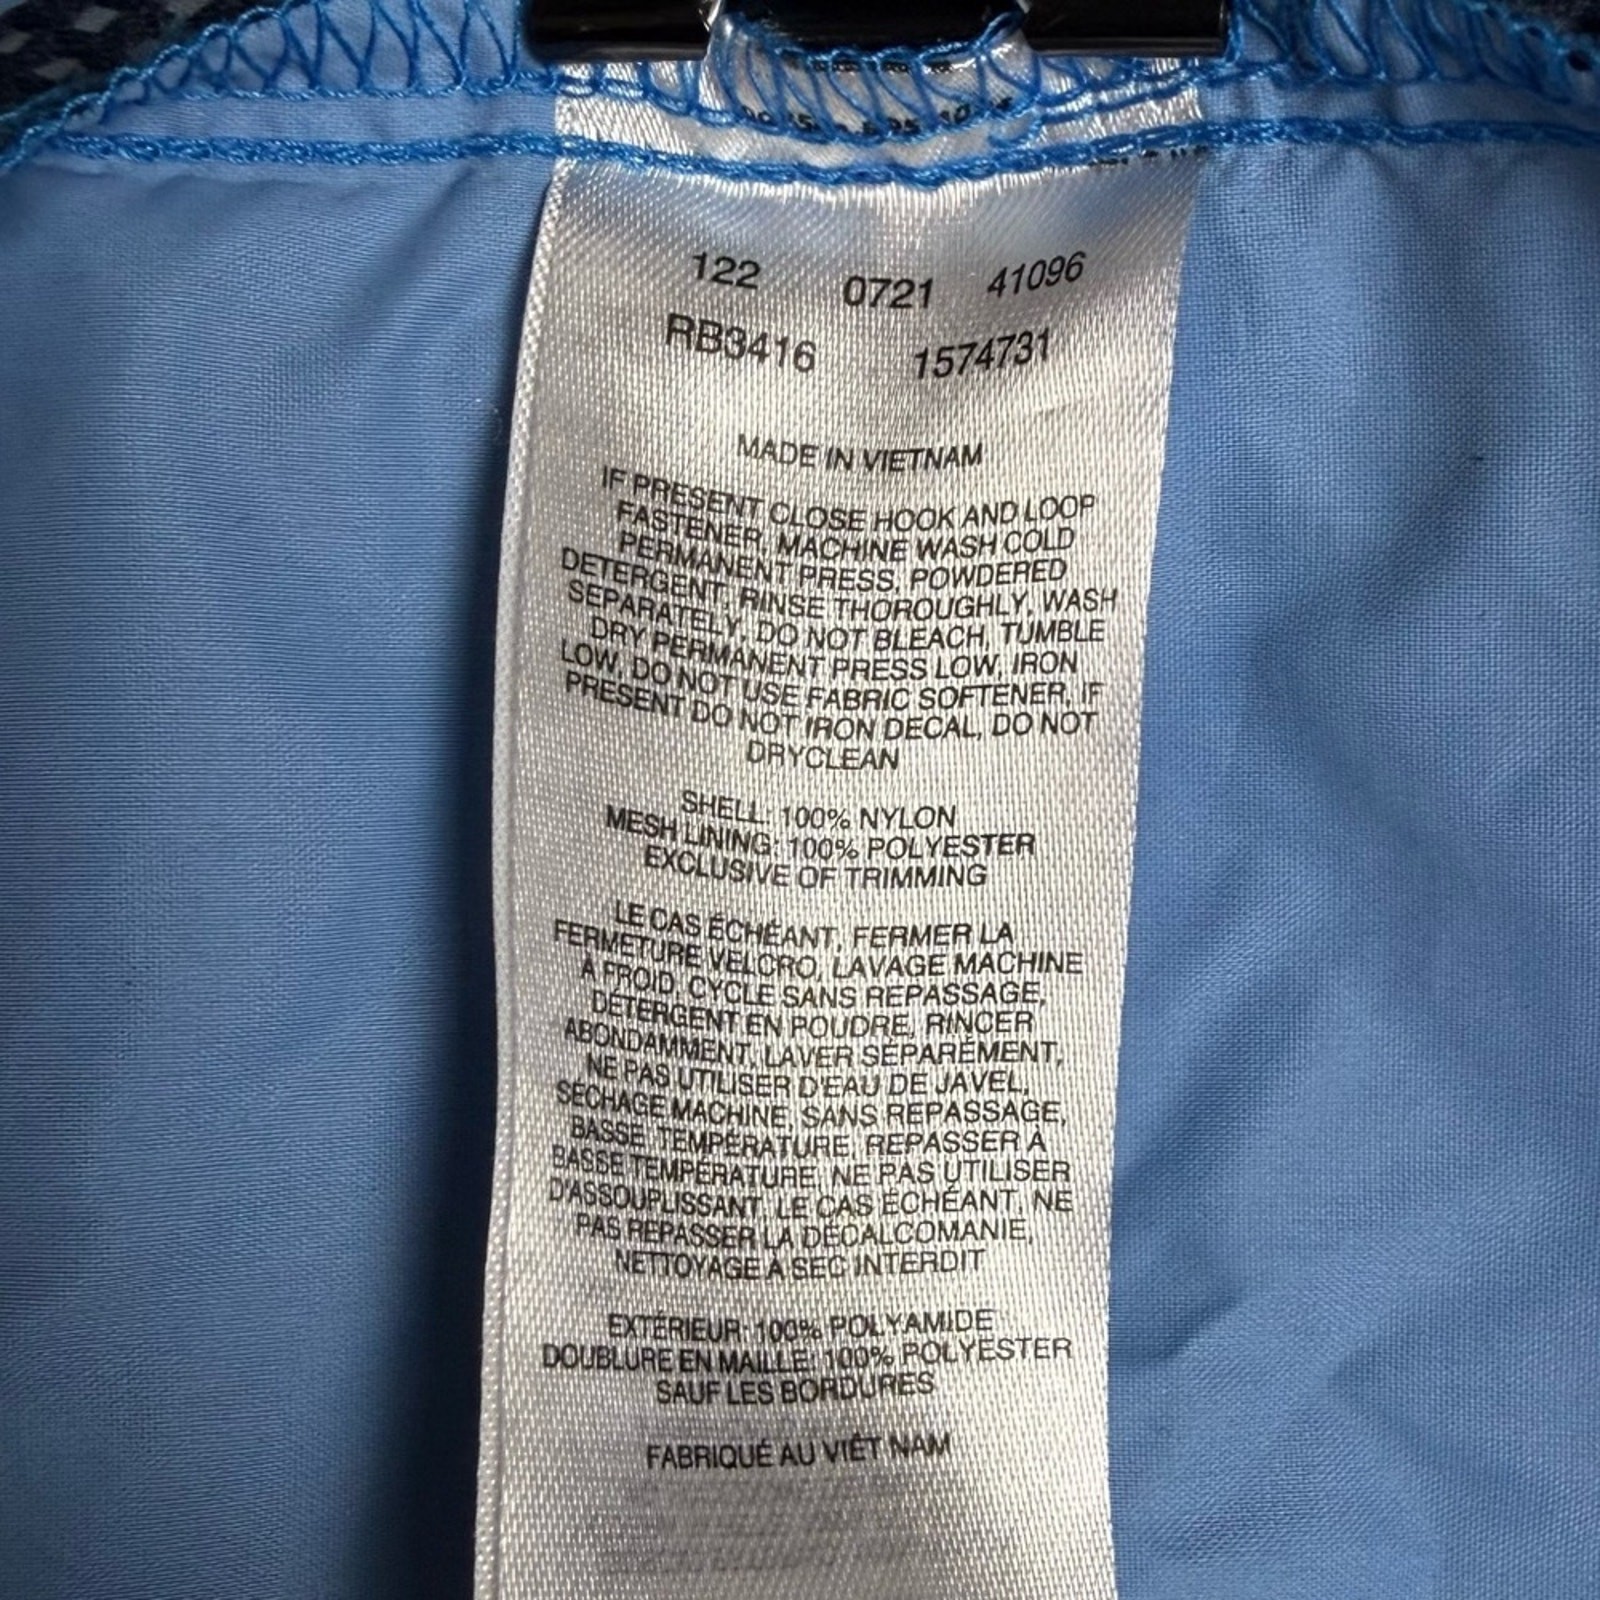 122 0721 41096
RB3416 1574731
MADE IN VIETNAM
IF PRESENT CLOSE HOOK AND LOOP
FASTENER, MACHINE WASH COLD
PERMANENT PRESS, POWDERED
DETERGENT, RINSE THOROUGHLY, WASH
SEPARATELY, DO NOT BLEACH, TUMBLE
DRY PERMANENT PRESS LOW, IRON
LOW, DO NOT USE FABRIC SOFTENER, IF
PRESENT DO NOT IRON DECAL, DO NOT
DRYCLEAN
SHELL: 100% NYLON
MESH LINING: 100% POLYESTER
EXCLUSIVE OF TRIMMING
LE CAS ÉCHÉANT, FERMER LA
FERMETURE VELCRO, LAVAGE MACHINE
À FROID, CYCLE SANS REPASSAGE,
DÉTERGENT EN POUDRE, RINCER
ABONDAMMENT, LAVER SÉPARÉMENT,
NE PAS UTILISER D'EAU DE JAVEL,
SÉCHAGE MACHINE, SANS REPASSAGE,
BASSE TEMPÉRATURE, REPASSER À
BASSE TEMPÉRATURE, NE PAS UTILISER
D'ASSOUPLISSANT, LE CAS ÉCHÉANT, NE
PAS REPASSER LA DÉCALCOMANIE,
NETTOYAGE À SEC INTERDIT
EXTÉRIEUR: 100% POLYAMIDE
DOUBLURE EN MAILLE: 100% POLYESTER
SAUF LES BORDURES
FABRIQUÉ AU VIÊT NAM